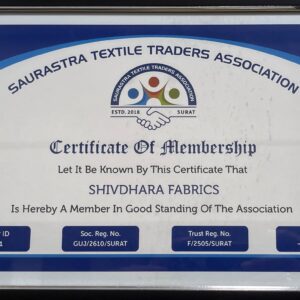 SAURASTRA TEXTILE TRADERS ASSOCIATION
SAURASTRA TEXTILE TRADERS ASSOCIATION
ESTD. 2018 SURAT
Certificate Of Membership
Let It Be Known By This Certificate That
SHIVDHARA FABRICS
Is Hereby A Member In Good Standing Of The Association
ID Soc. Reg. No. Trust Reg. No.
1 GUJ/2610/SURAT F/2505/SURAT